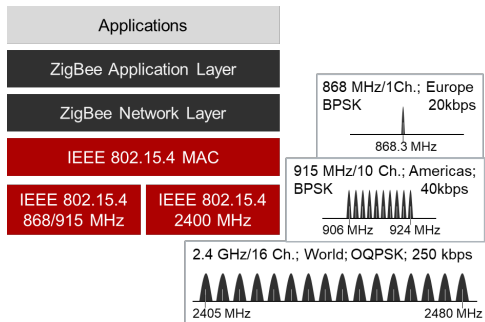 Applications
ZigBee Application Layer
ZigBee Network Layer
IEEE 802.15.4 MAC
IEEE 802.15.4
868/915 MHz
IEEE 802.15.4
2400 MHz
868 MHz/1Ch.; Europe
BPSK 20kbps
868.3 MHz
915 MHz/10 Ch.; Americas;
BPSK 40kbps
906 MHz 924 MHz
2.4 GHz/16 Ch.; World; OQPSK; 250 kbps
2405 MHz 2480 MHz